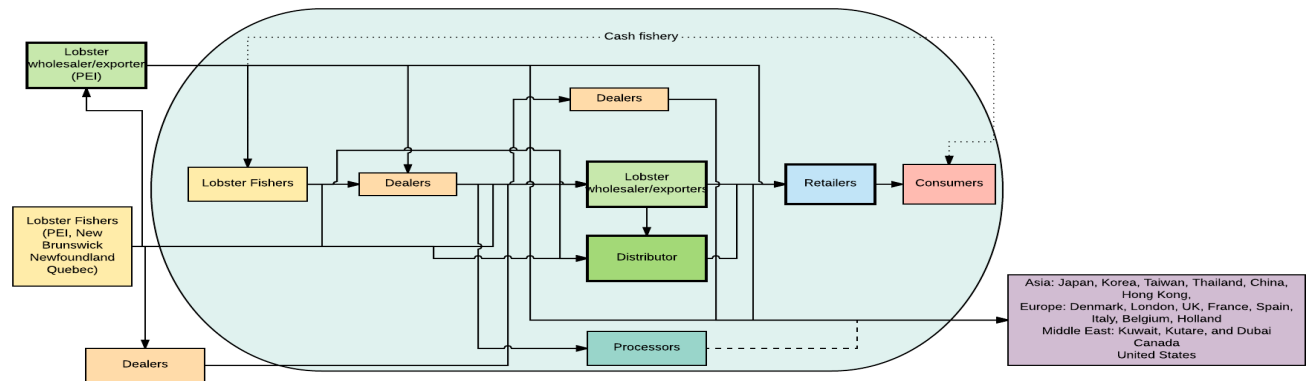 Cash fishery
Lobster
wholesaler/exporter
(PEI)
Dealers
Lobster Fishers
Dealers
Lobster
wholesaler/exporters
Retailers
Consumers
Lobster Fishers
(PEI, New
Brunswick
Newfoundland
Quebec)
Distributor
Asia: Japan, Korea, Taiwan, Thailand, China,
Hong Kong,
Europe: Denmark, London, UK, France, Spain,
Italy, Belgium, Holland
Middle East: Kuwait, Kutare, and Dubai
Canada
United States
Processors
Dealers